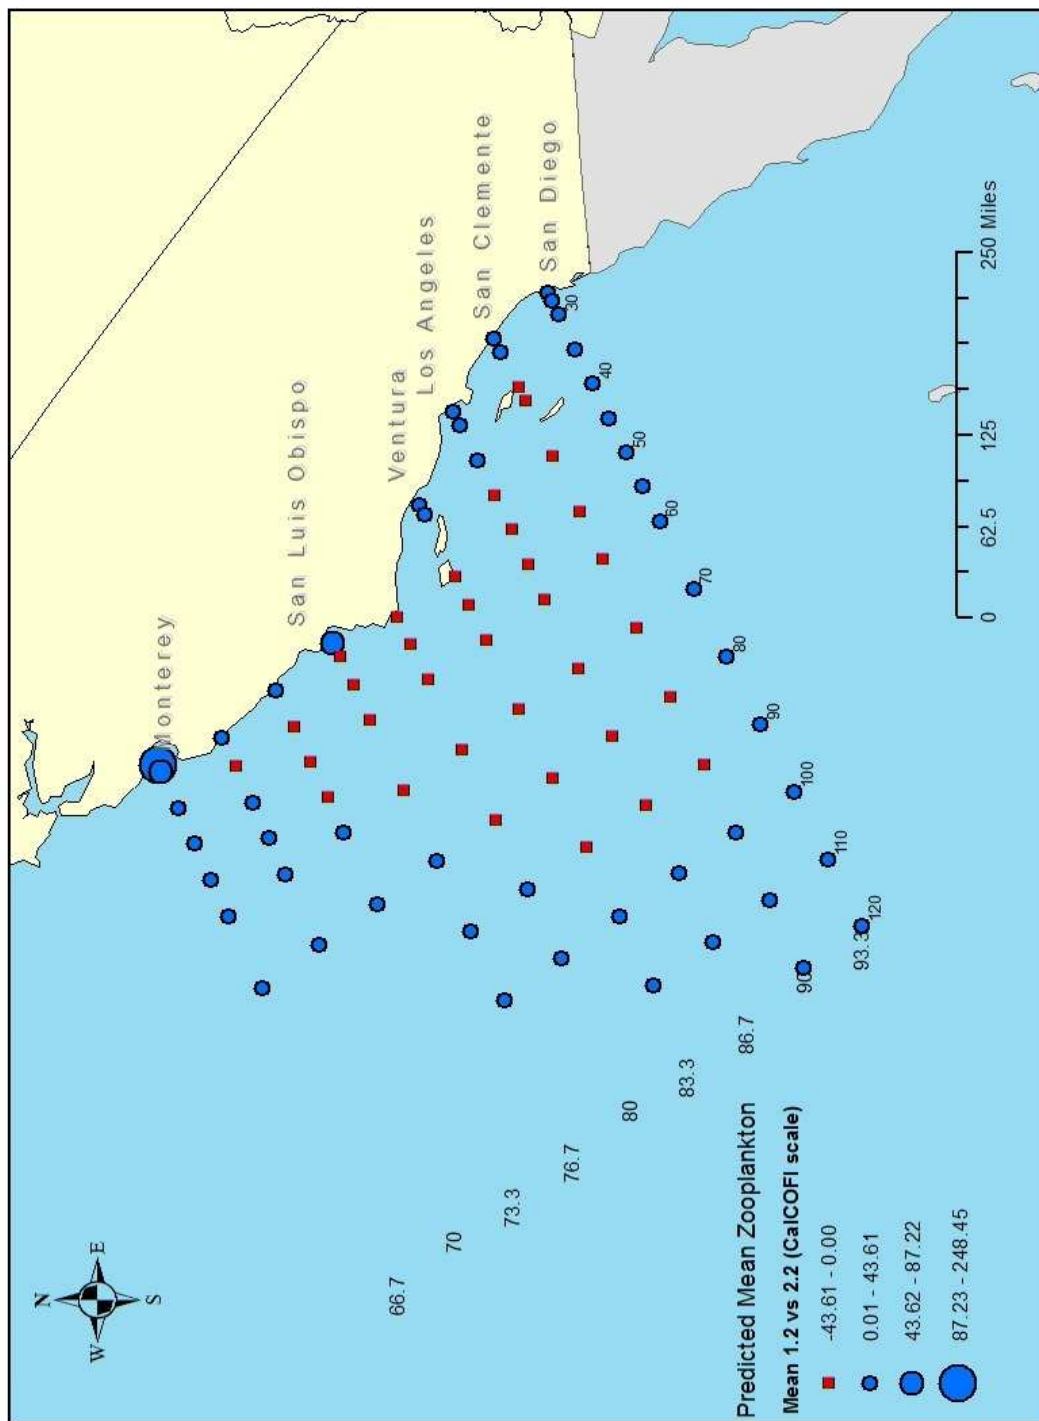 N
W E
S
Monterey
San Luis Obispo
Ventura
Los Angeles
San Clemente
San Diego
30
40
50
60
70
80
90
100
110
120
66.7
70
73.3
76.7
80
83.3
86.7
90
93.3
Predicted Mean Zooplankton
Mean 1.2 vs 2.2 (CalCOFI scale)
-43.61 - 0.00
0.01 - 43.61
43.62 - 87.22
87.23 - 248.45
0 62.5 125 250 Miles